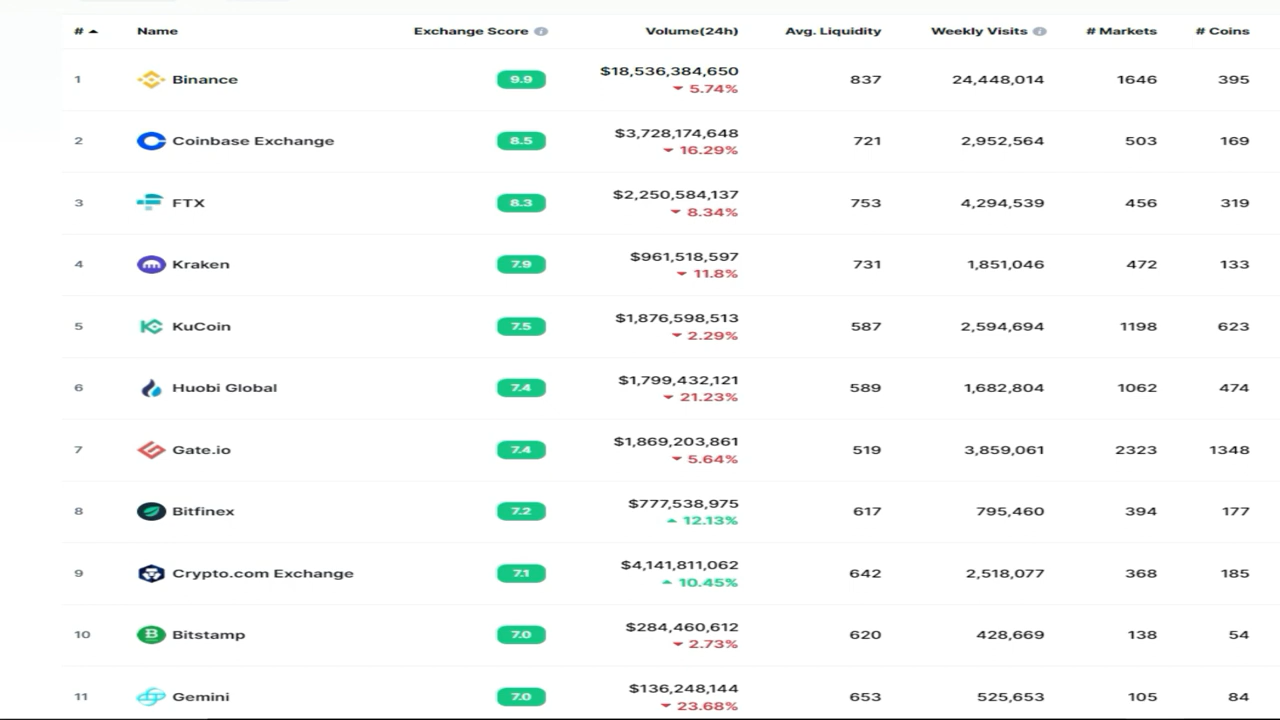 # Name Exchange Score Volume(24h) Avg. Liquidity Weekly Visits # Markets # Coins
1 Binance 9.9 $18,536,384,650 837 24,448,014 1646 395
5.74%
2 Coinbase Exchange 8.5 $3,728,174,648 721 2,952,564 503 169
16.29%
3 FTX 8.3 $2,250,584,137 753 4,294,539 456 319
8.34%
4 Kraken 7.9 $961,518,597 731 1,851,046 472 133
11.8%
5 KuCoin 7.5 $1,876,598,513 587 2,594,694 1198 623
2.29%
6 Huobi Global 7.4 $1,799,432,121 589 1,682,804 1062 474
21.23%
7 Gate.io 7.4 $1,869,203,861 519 3,859,061 2323 1348
5.64%
8 Bitfinex 7.2 $777,538,975 617 795,460 394 177
12.13%
9 Crypto.com Exchange 7.1 $4,141,811,062 642 2,518,077 368 185
10.45%
10 Bitstamp 7.0 $284,460,612 620 428,669 138 54
2.73%
11 Gemini 7.0 $136,248,144 653 525,653 105 84
23.68%